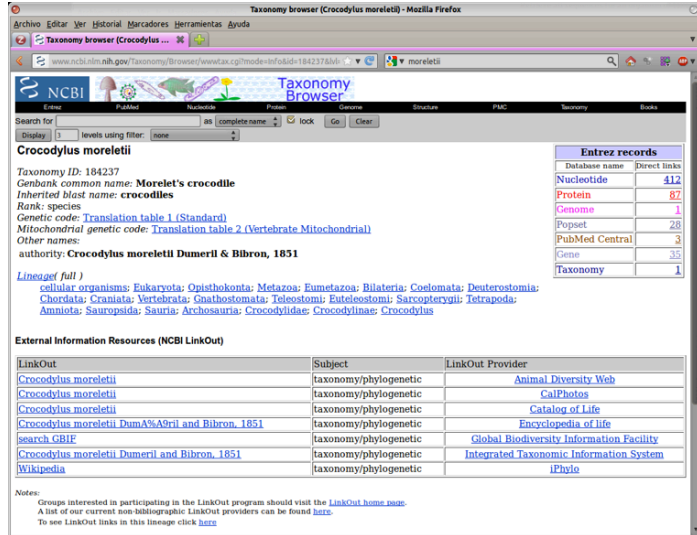 Taxonomy browser (Crocodylus moreletii) - Mozilla Firefox
Archivo Editar Ver Historial Marcadores Herramientas Ayuda
Taxonomy browser (Crocodylus ...
www.ncbi.nlm.nih.gov/Taxonomy/Browser/wwwtax.cgi?mode=Info&id=184237&lvl moreletii
NCBI Taxonomy Browser
Entrez PubMed Nucleotide Protein Genome Structure PMC Taxonomy Books
Search for as complete name lock Go Clear
Display 3 levels using filter: none
Crocodylus moreletii
Taxonomy ID: 184237
Genbank common name: Morelet's crocodile
Inherited blast name: crocodiles
Rank: species
Genetic code: Translation table 1 (Standard)
Mitochondrial genetic code: Translation table 2 (Vertebrate Mitochondrial)
Other names:
authority: Crocodylus moreletii Dumeril & Bibron, 1851
Entrez records
Database name Direct links
Nucleotide 412
Protein 87
Genome 1
Popset 28
PubMed Central 3
Gene 35
Taxonomy 1
Lineage( full )
cellular organisms; Eukaryota; Opisthokonta; Metazoa; Eumetazoa; Bilateria; Coelomata; Deuterostomia;
Chordata; Craniata; Vertebrata; Gnathostomata; Teleostomi; Euteleostomi; Sarcopterygii; Tetrapoda;
Amniota; Sauropsida; Sauria; Archosauria; Crocodylidae; Crocodylinae; Crocodylus
External Information Resources (NCBI LinkOut)
LinkOut Subject LinkOut Provider
Crocodylus moreletii taxonomy/phylogenetic Animal Diversity Web
Crocodylus moreletii taxonomy/phylogenetic CalPhotos
Crocodylus moreletii taxonomy/phylogenetic Catalog of Life
Crocodylus moreletii DumA%A9ril and Bibron, 1851 taxonomy/phylogenetic Encyclopedia of life
search GBIF taxonomy/phylogenetic Global Biodiversity Information Facility
Crocodylus moreletii Dumeril and Bibron, 1851 taxonomy/phylogenetic Integrated Taxonomic Information System
Wikipedia taxonomy/phylogenetic iPhylo
Notes:
Groups interested in participating in the LinkOut program should visit the LinkOut home page.
A list of our current non-bibliographic LinkOut providers can be found here.
To see LinkOut links in this lineage click here